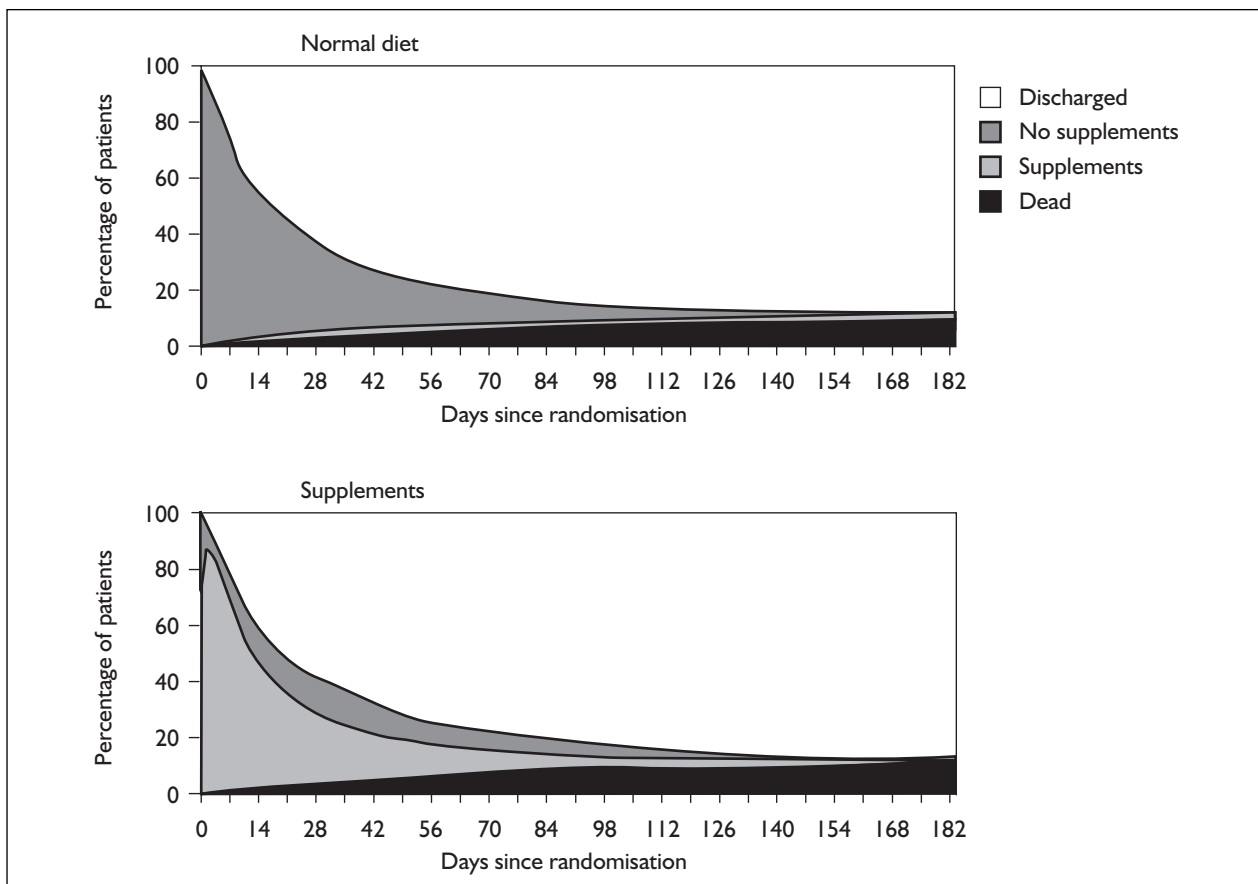 Normal diet
Percentage of patients
100
80
60
40
20
0
0 14 28 42 56 70 84 98 112 126 140 154 168 182
Days since randomisation
Discharged
No supplements
Supplements
Dead
Supplements
Percentage of patients
100
80
60
40
20
0
0 14 28 42 56 70 84 98 112 126 140 154 168 182
Days since randomisation